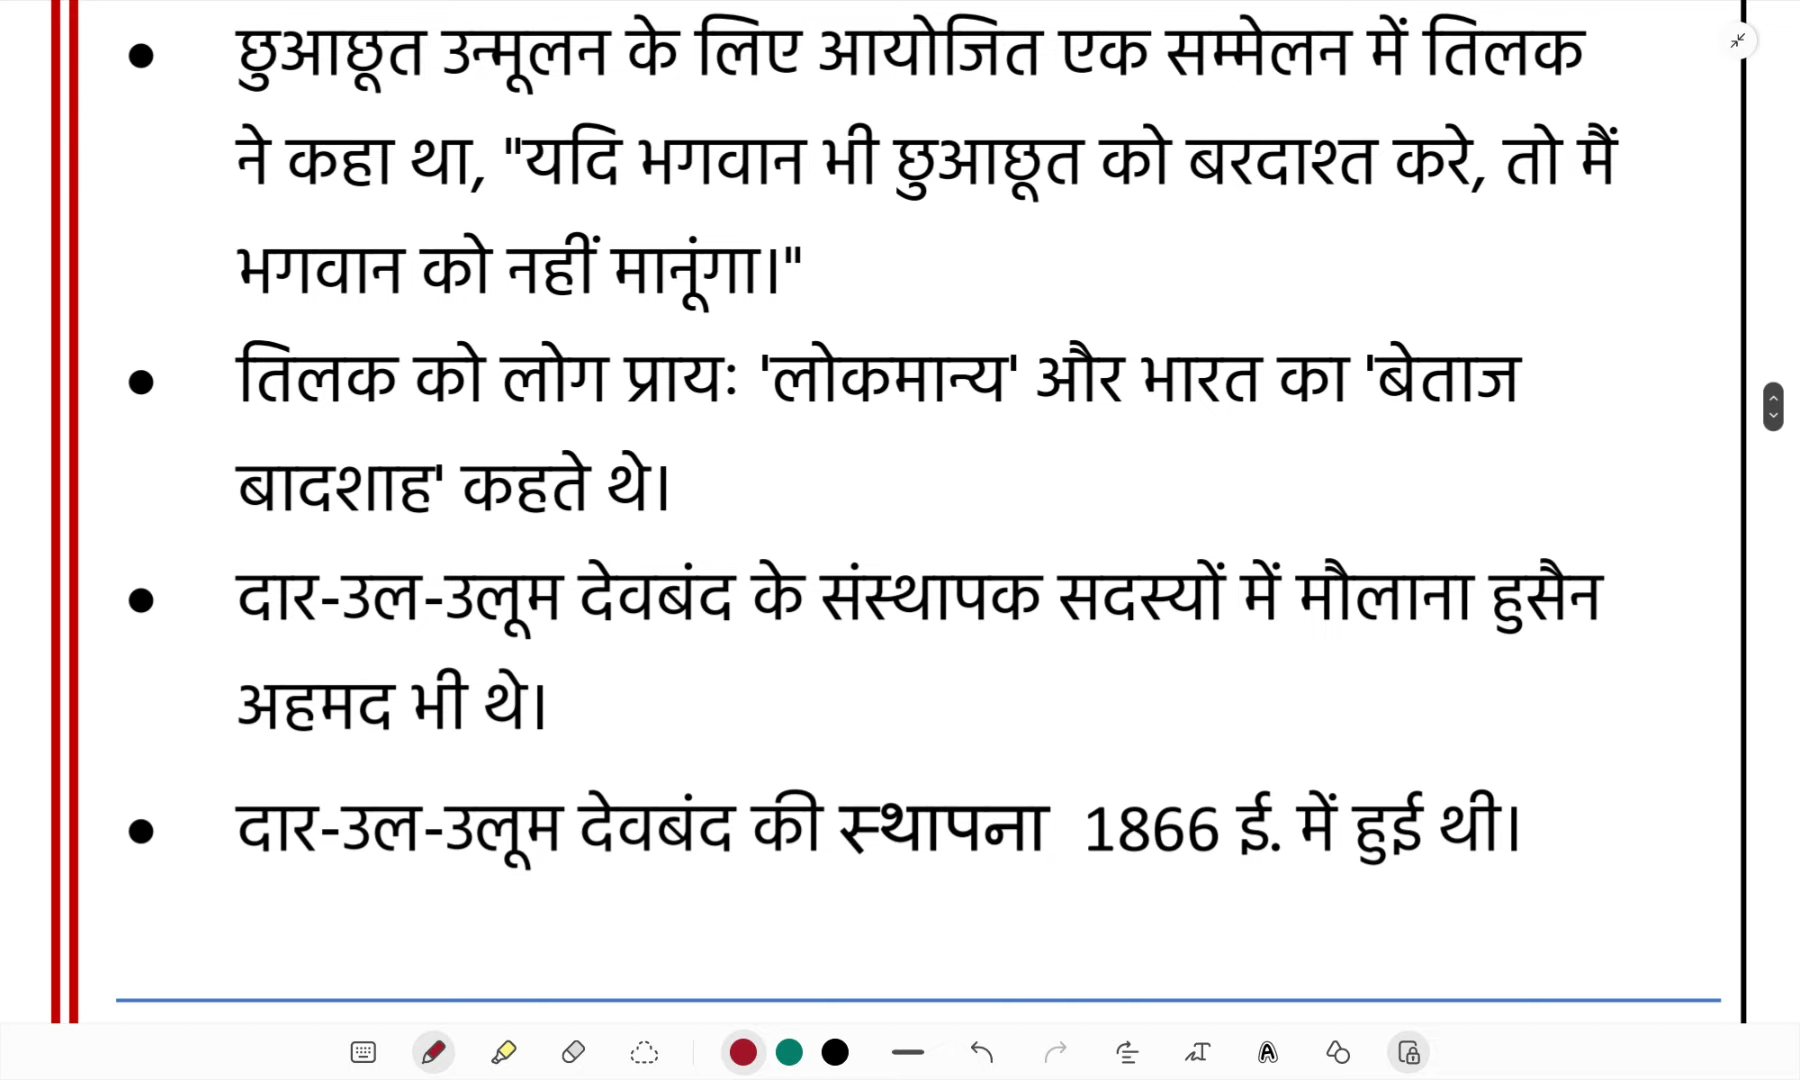 ● छुआछूत उन्मूलन के लिए आयोजित एक सम्मेलन में तिलक
ने कहा था, "यदि भगवान भी छुआछूत को बरदाश्त करे, तो मैं
भगवान को नहीं मानूंगा।"
● तिलक को लोग प्रायः 'लोकमान्य' और भारत का 'बेताज
बादशाह' कहते थे।
● दार-उल-उलूम देवबंद के संस्थापक सदस्यों में मौलाना हुसैन
अहमद भी थे।
● दार-उल-उलूम देवबंद की स्थापना 1866 ई. में हुई थी।